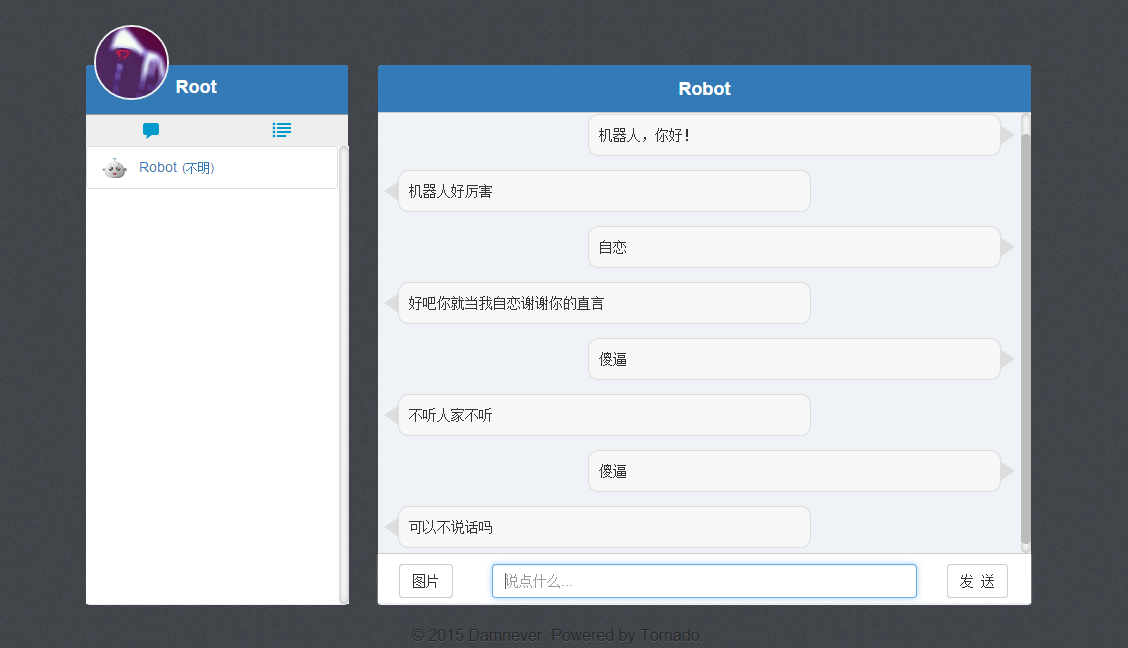 Root
Robot (不明)
Robot
机器人，你好！
机器人好厉害
自恋
好吧你就当我自恋谢谢你的直言
傻逼
不听人家不听
傻逼
可以不说话吗
图片
说点什么...
发 送
© 2015 Damnever. Powered by Tornado.